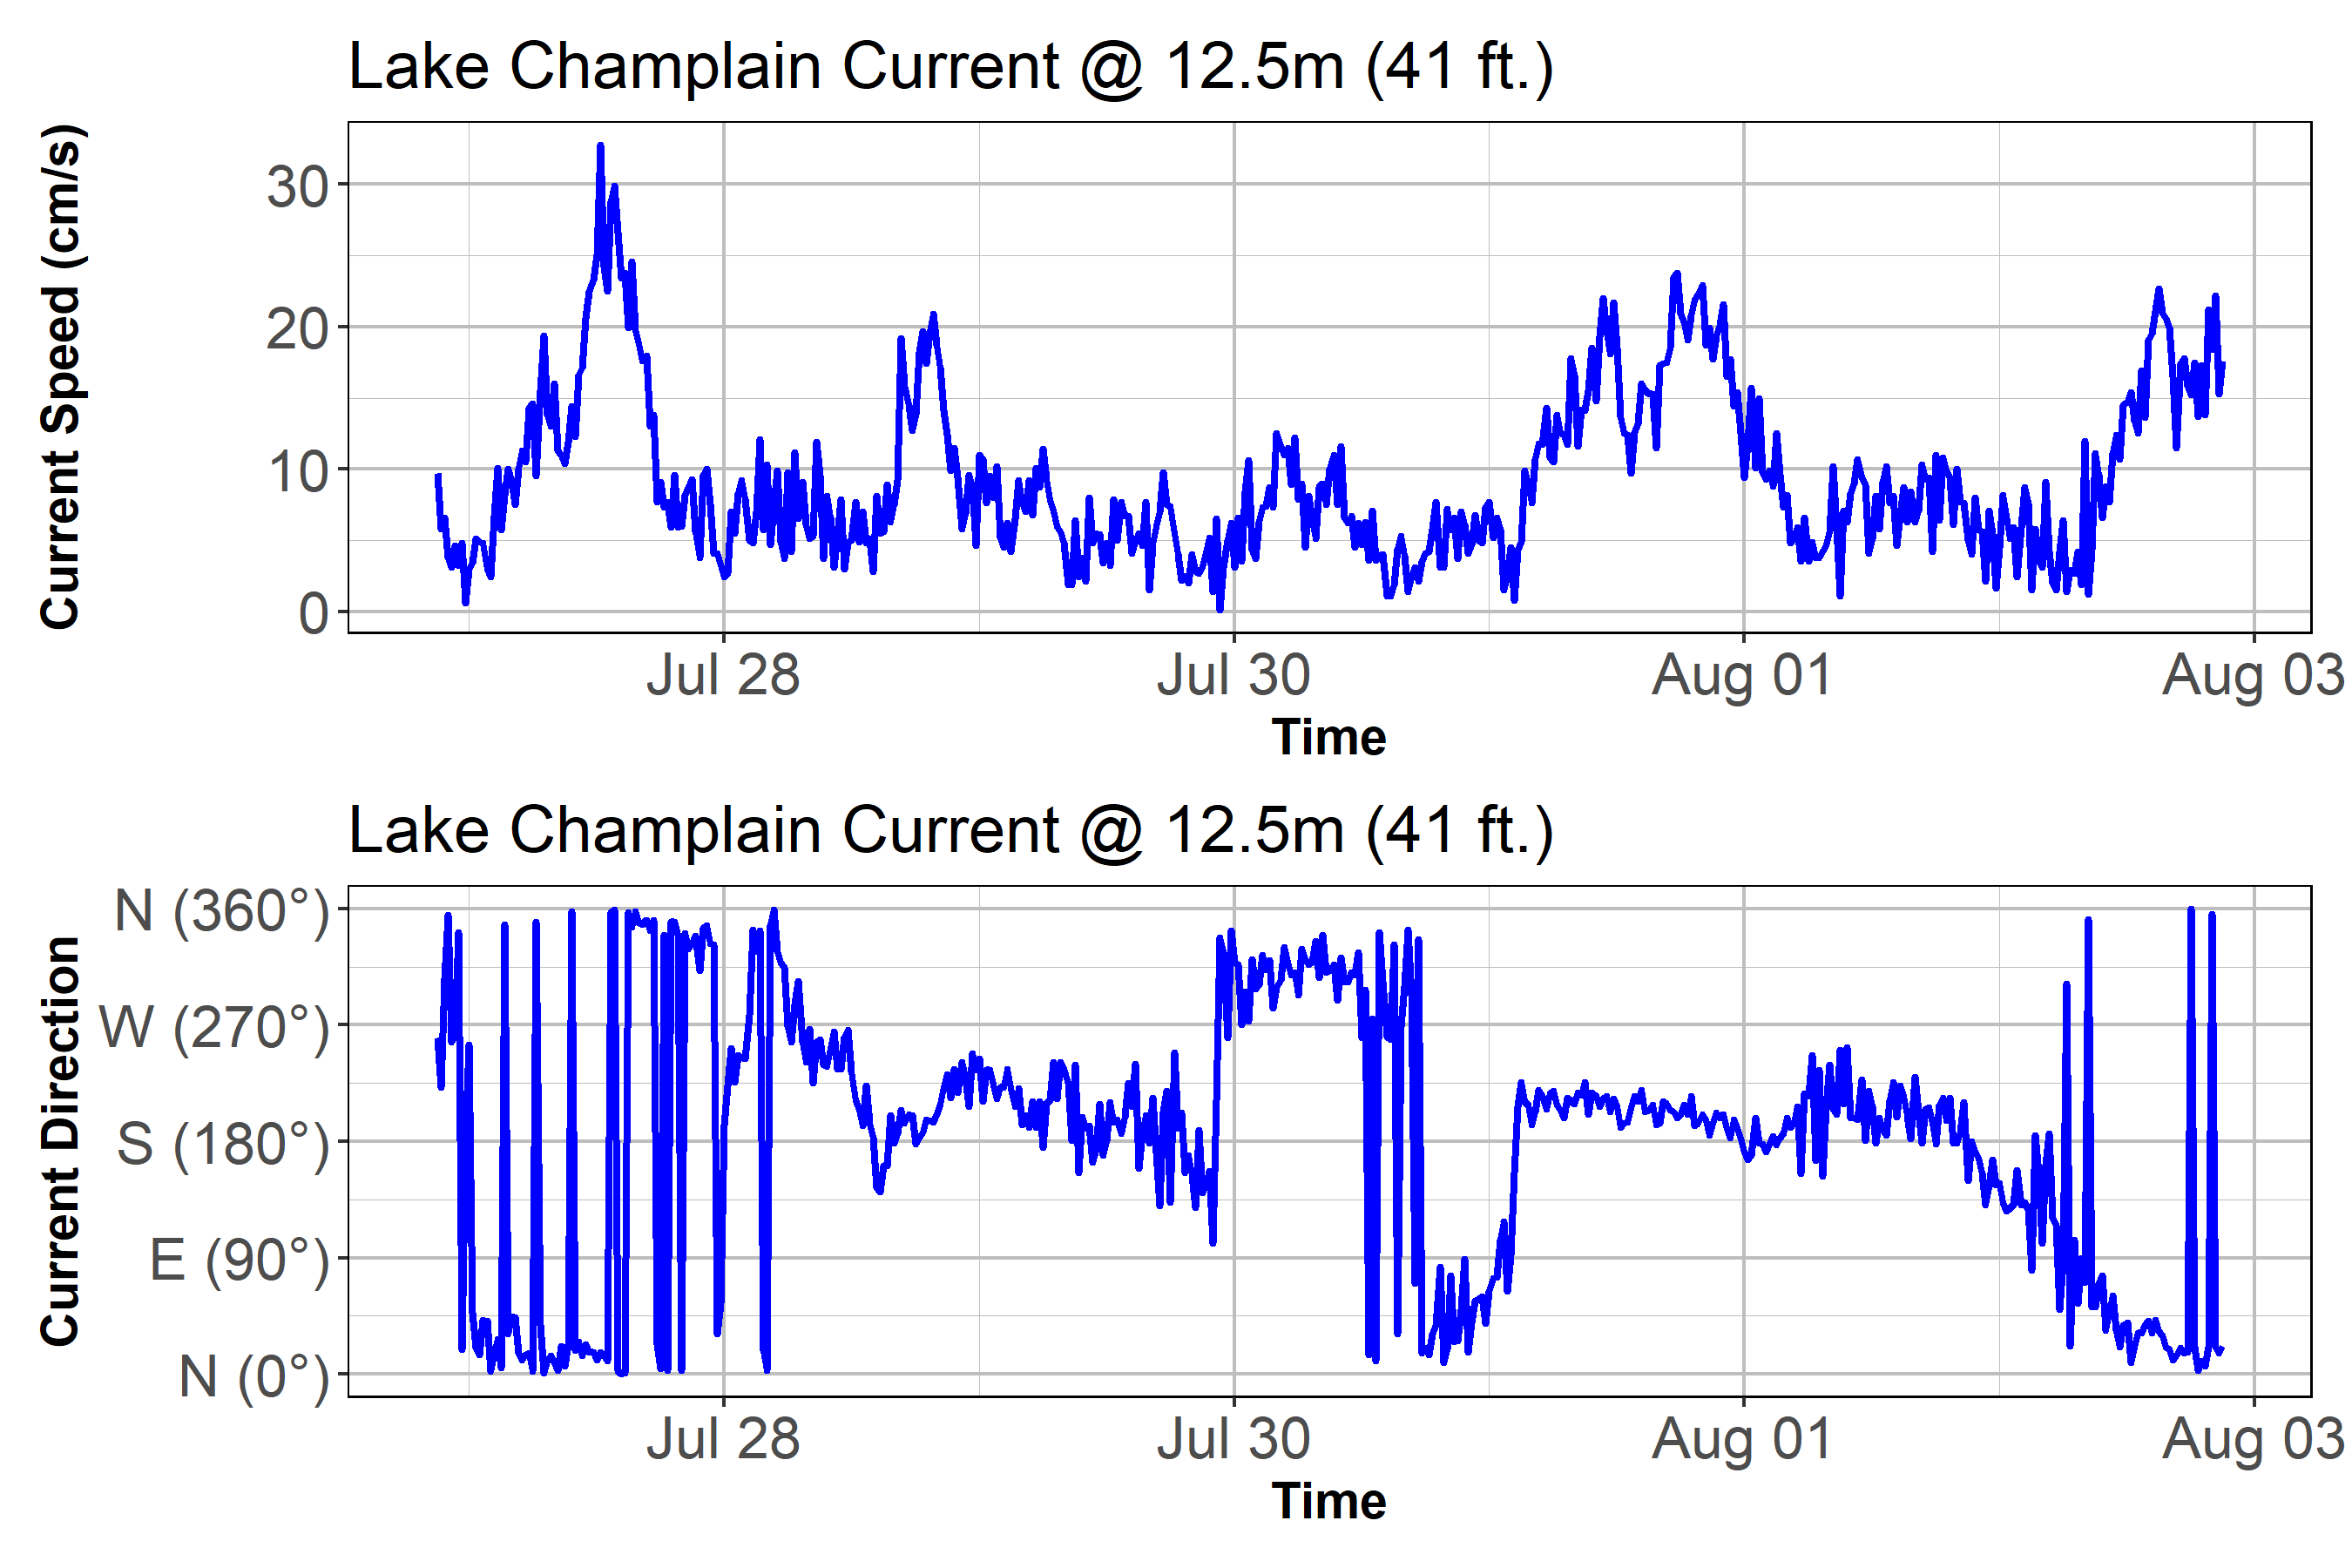 Lake Champlain Current @ 12.5m (41 ft.)
Current Speed (cm/s)
30
20
10
0
Jul 28 Jul 30 Aug 01 Aug 03
Time
Lake Champlain Current @ 12.5m (41 ft.)
Current Direction
N (360°)
W (270°)
S (180°)
E (90°)
N (0°)
Jul 28 Jul 30 Aug 01 Aug 03
Time